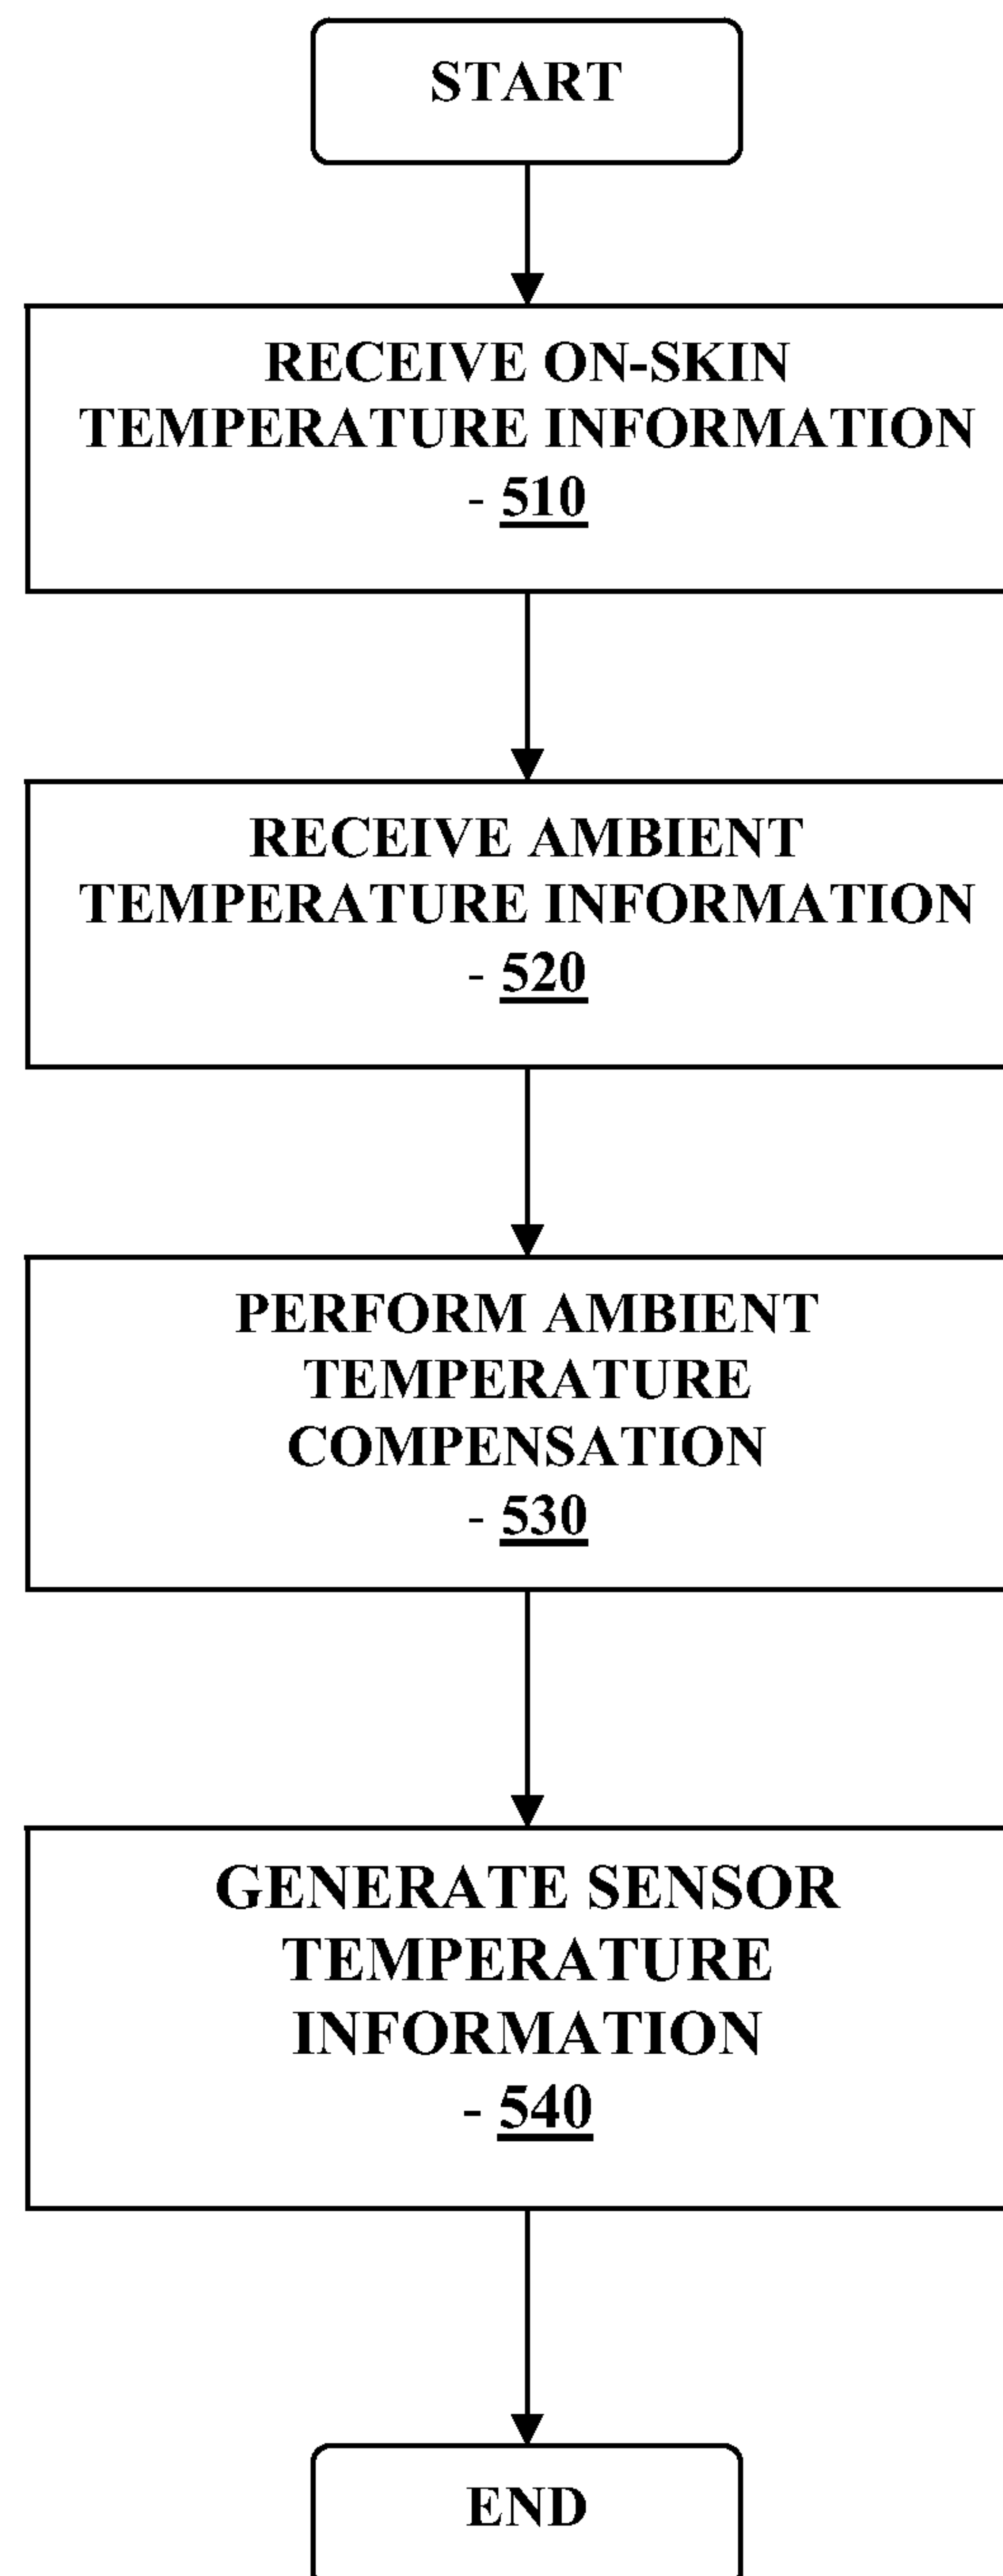 START
RECEIVE ON-SKIN
TEMPERATURE INFORMATION
- 510
RECEIVE AMBIENT
TEMPERATURE INFORMATION
- 520
PERFORM AMBIENT
TEMPERATURE
COMPENSATION
- 530
GENERATE SENSOR
TEMPERATURE
INFORMATION
- 540
END